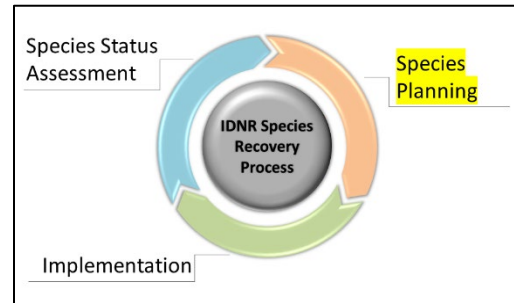 Species Status
Assessment
Species
Planning
IDNR Species
Recovery
Process
Implementation